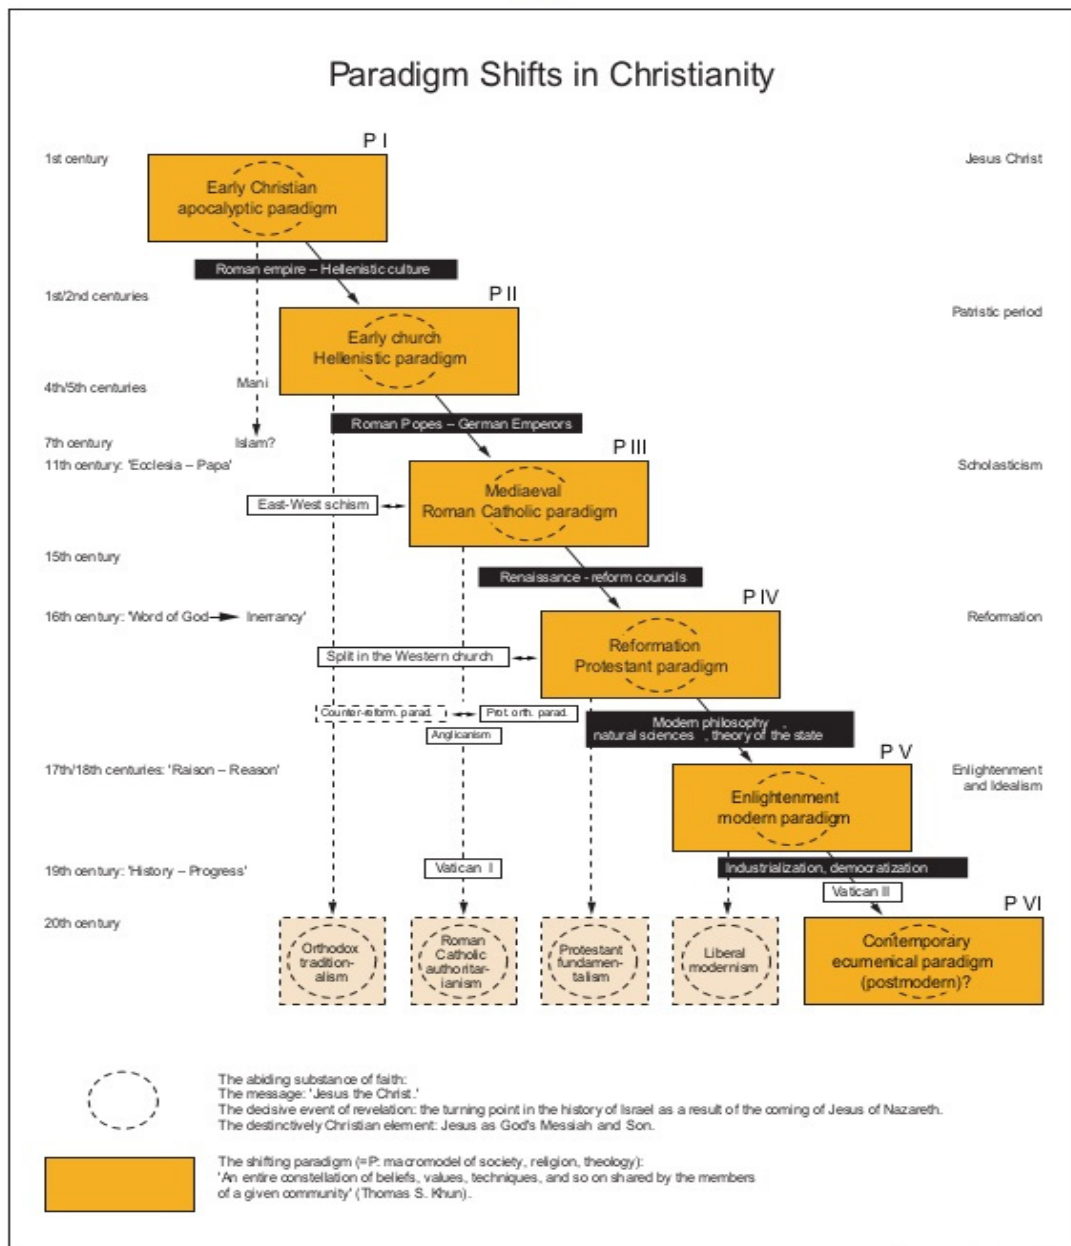 Paradigm Shifts in Christianity
P I
1st century
Jesus Christ
Early Christian
apocalyptic paradigm
Roman empire – Hellenistic culture
1st/2nd centuries
P II
Patristic period
Early church
Hellenistic paradigm
4th/5th centuries
Mani
Roman Popes – German Emperors
7th century
Islam?
P III
11th century: 'Ecclesia – Papa'
Scholasticism
Mediaeval
Roman Catholic paradigm
East-West schism
15th century
Renaissance - reform councils
P IV
16th century: 'Word of God → Inerrancy'
Reformation
Reformation
Protestant paradigm
Split in the Western church
Counter-reform. parad.
Prot. orth. parad.
Anglicanism
Modern philosophy ,
natural sciences , theory of the state
P V
17th/18th centuries: 'Raison – Reason'
Enlightenment
and Idealism
Enlightenment
modern paradigm
19th century: 'History – Progress'
Vatican I
Industrialization, democratization
Vatican II
P VI
20th century
Orthodox
tradition-
alism
Roman
Catholic
authoritar-
ianism
Protestant
fundamen-
talism
Liberal
modernism
Contemporary
ecumenical paradigm
(postmodern)?
The abiding substance of faith:
The message: 'Jesus the Christ.'
The decisive event of revelation: the turning point in the history of Israel as a result of the coming of Jesus of Nazareth.
The destinctively Christian element: Jesus as God's Messiah and Son.
The shifting paradigm (=P: macromodel of society, religion, theology):
'An entire constellation of beliefs, values, techniques, and so on shared by the members
of a given community' (Thomas S. Khun).